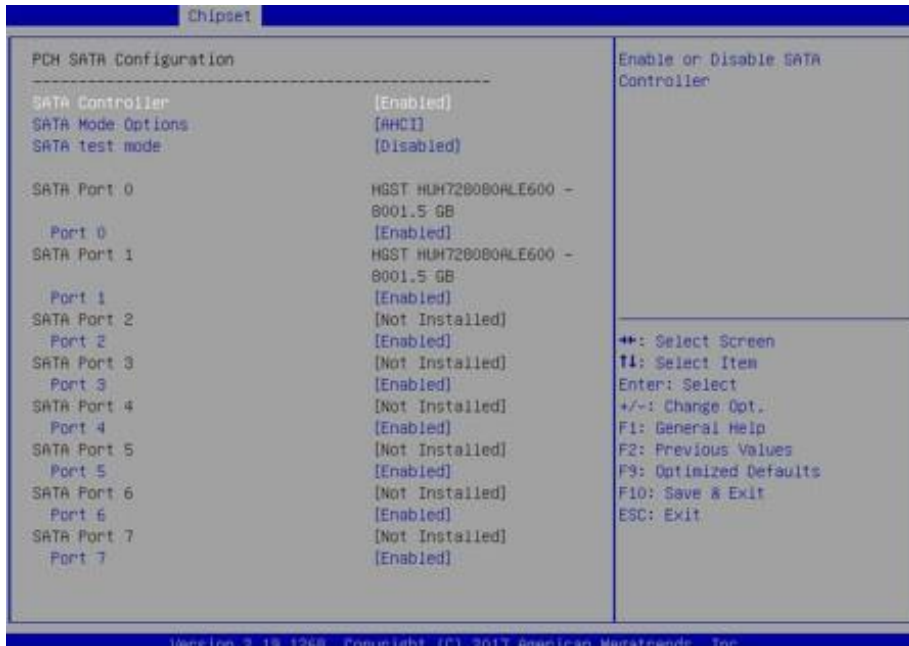 Chipset
PCH SATA Configuration
SATA Controller [Enabled]
SATA Mode Options [AHCI]
SATA test mode [Disabled]
SATA Port 0 HGST HUH728080ALE600 -
8001.5 GB
Port 0 [Enabled]
SATA Port 1 HGST HUH728080ALE600 -
8001.5 GB
Port 1 [Enabled]
SATA Port 2 [Not Installed]
Port 2 [Enabled]
SATA Port 3 [Not Installed]
Port 3 [Enabled]
SATA Port 4 [Not Installed]
Port 4 [Enabled]
SATA Port 5 [Not Installed]
Port 5 [Enabled]
SATA Port 6 [Not Installed]
Port 6 [Enabled]
SATA Port 7 [Not Installed]
Port 7 [Enabled]
Enable or Disable SATA
Controller
→←: Select Screen
↑↓: Select Item
Enter: Select
+/-: Change Opt.
F1: General Help
F2: Previous Values
F9: Optimized Defaults
F10: Save & Exit
ESC: Exit
Version 2.19.1268. Copyright (C) 2017 American Megatrends, Inc.